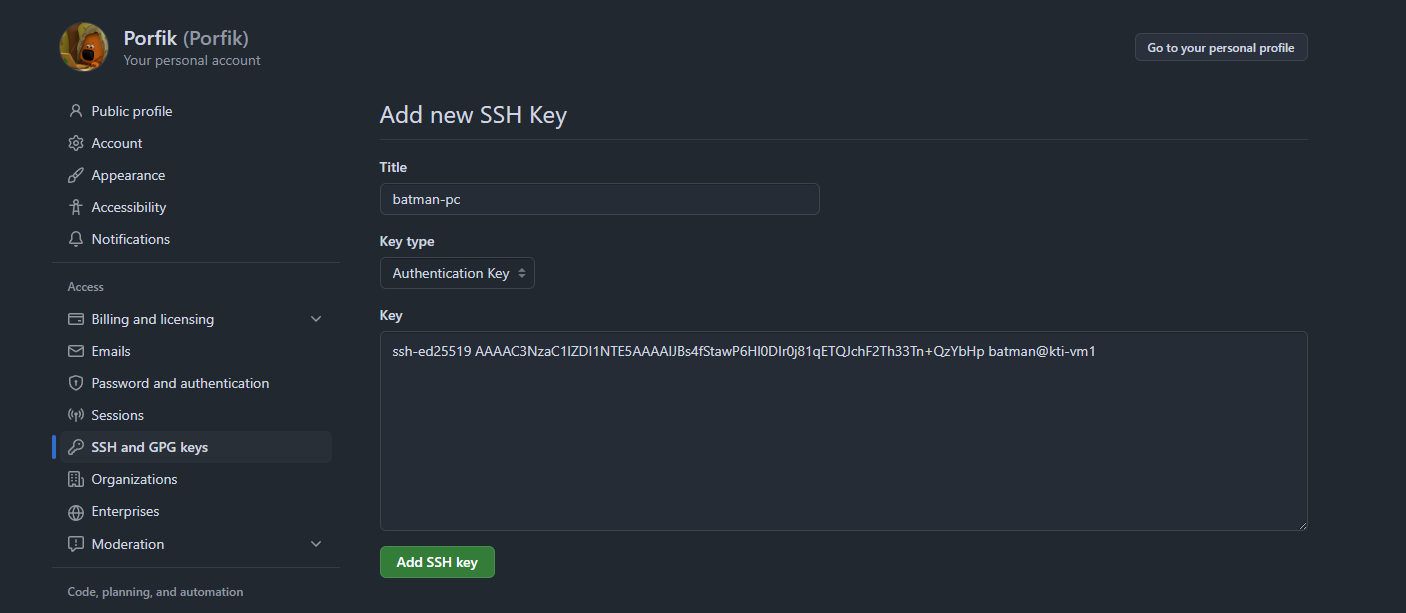 Porfik (Porfik)
Your personal account
Go to your personal profile
Public profile
Account
Appearance
Accessibility
Notifications
Access
Billing and licensing
Emails
Password and authentication
Sessions
SSH and GPG keys
Organizations
Enterprises
Moderation
Code, planning, and automation
Add new SSH Key
Title
batman-pc
Key type
Authentication Key
Key
ssh-ed25519 AAAAC3NzaC1lZDI1NTE5AAAAIJBs4fStawP6HI0DIr0j81qETQJchF2Th33Tn+QzYbHp batman@kti-vm1
Add SSH key